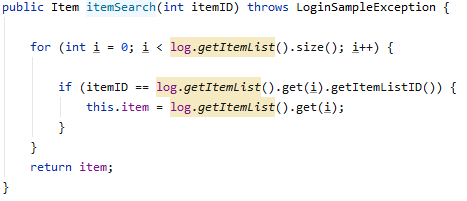 public Item itemSearch(int itemID) throws LoginSampleException {
for (int i = 0; i < log.getItemList().size(); i++) {
if (itemID == log.getItemList().get(i).getItemListID()) {
this.item = log.getItemList().get(i);
}
}
return item;
}